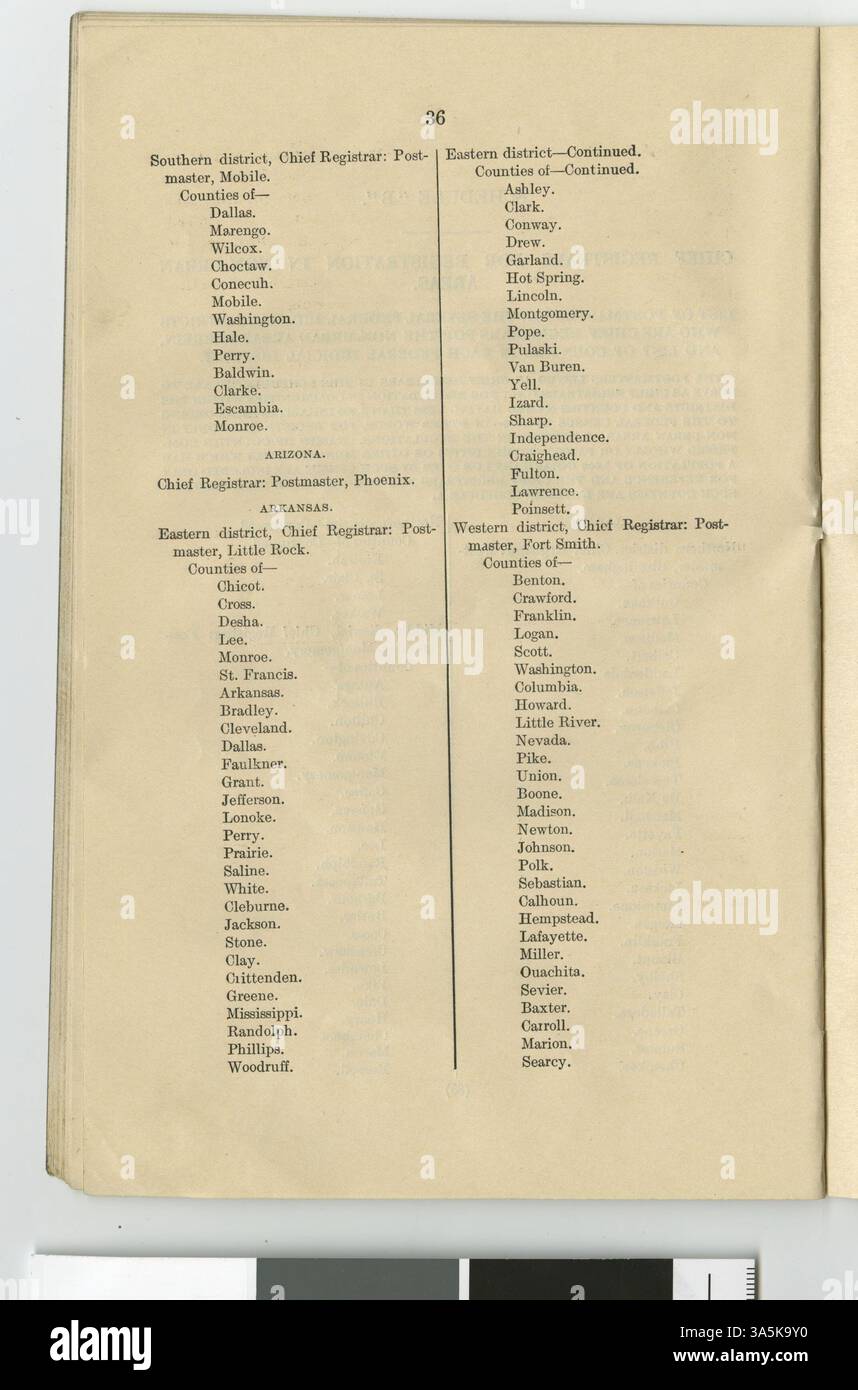 36
Southern district, Chief Registrar: Post-
master, Mobile.
Counties of—
Dallas.
Marengo.
Wilcox.
Choctaw.
Conecuh.
Mobile.
Washington.
Hale.
Perry.
Baldwin.
Clarke.
Escambia.
Monroe.
ARIZONA.
Chief Registrar: Postmaster, Phoenix.
ARKANSAS.
Eastern district, Chief Registrar: Post-
master, Little Rock.
Counties of—
Chicot.
Cross.
Desha.
Lee.
Monroe.
St. Francis.
Arkansas.
Bradley.
Cleveland.
Dallas.
Faulkner.
Grant.
Jefferson.
Lonoke.
Perry.
Prairie.
Saline.
White.
Cleburne.
Jackson.
Stone.
Clay.
Crittenden.
Greene.
Mississippi.
Randolph.
Phillips.
Woodruff.
Eastern district—Continued.
Counties of—Continued.
Ashley.
Clark.
Conway.
Drew.
Garland.
Hot Spring.
Lincoln.
Montgomery.
Pope.
Pulaski.
Van Buren.
Yell.
Izard.
Sharp.
Independence.
Craighead.
Fulton.
Lawrence.
Poinsett.
Western district, Chief Registrar: Post-
master, Fort Smith.
Counties of—
Benton.
Crawford.
Franklin.
Logan.
Scott.
Washington.
Columbia.
Howard.
Little River.
Nevada.
Pike.
Union.
Boone.
Madison.
Newton.
Johnson.
Polk.
Sebastian.
Calhoun.
Hempstead.
Lafayette.
Miller.
Ouachita.
Sevier.
Baxter.
Carroll.
Marion.
Searcy.
alamy
Image ID: 3A5K9Y0
www.alamy.com